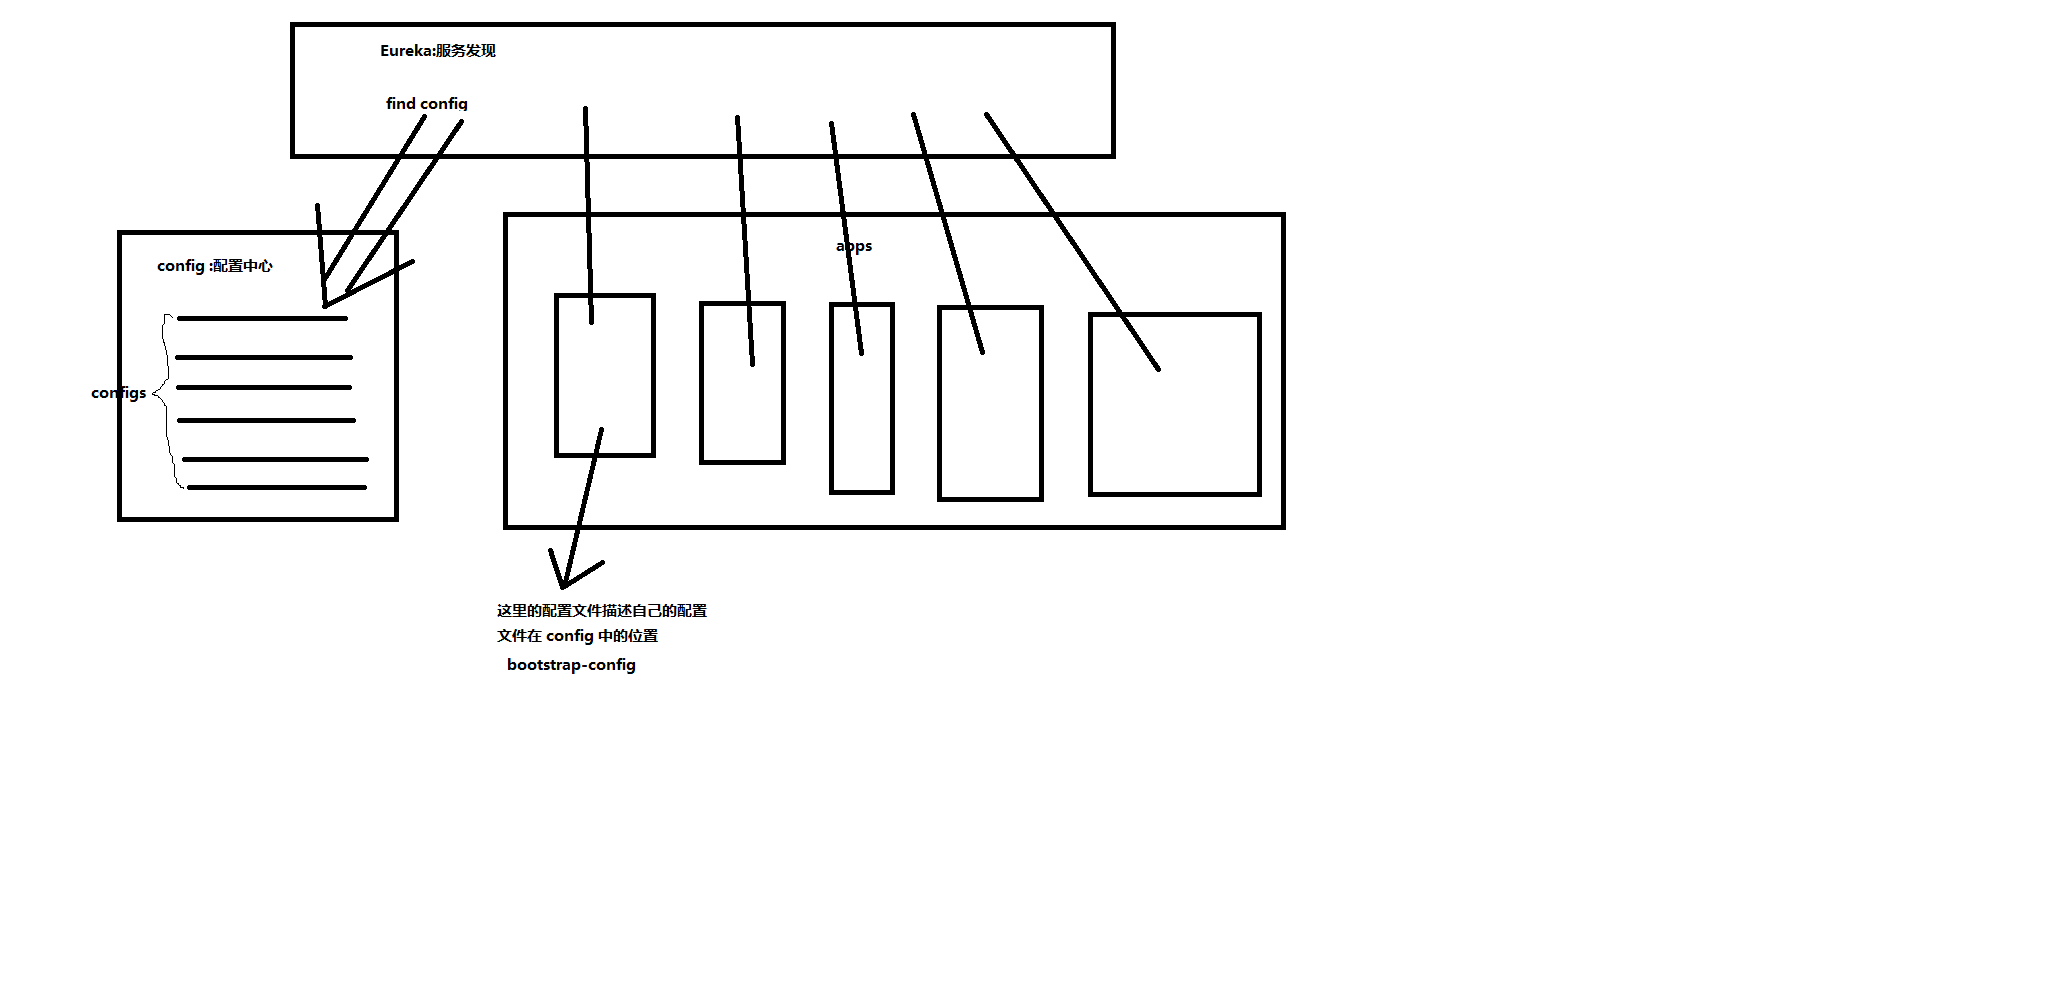 Eureka:服务发现
find config
apps
config :配置中心
configs
这里的配置文件描述自己的配置
文件在 config 中的位置
bootstrap-config